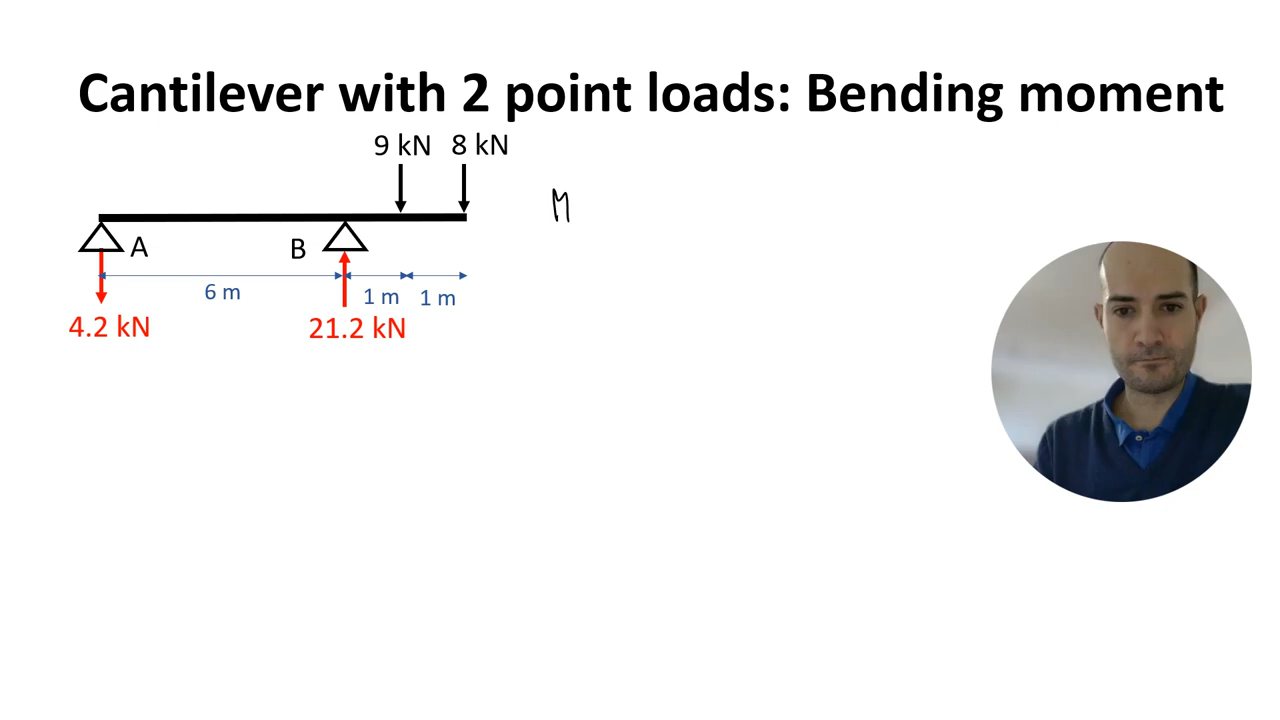 Cantilever with 2 point loads: Bending moment
9 kN 8 kN
M
A
B
6 m
1 m 1 m
4.2 kN
21.2 kN